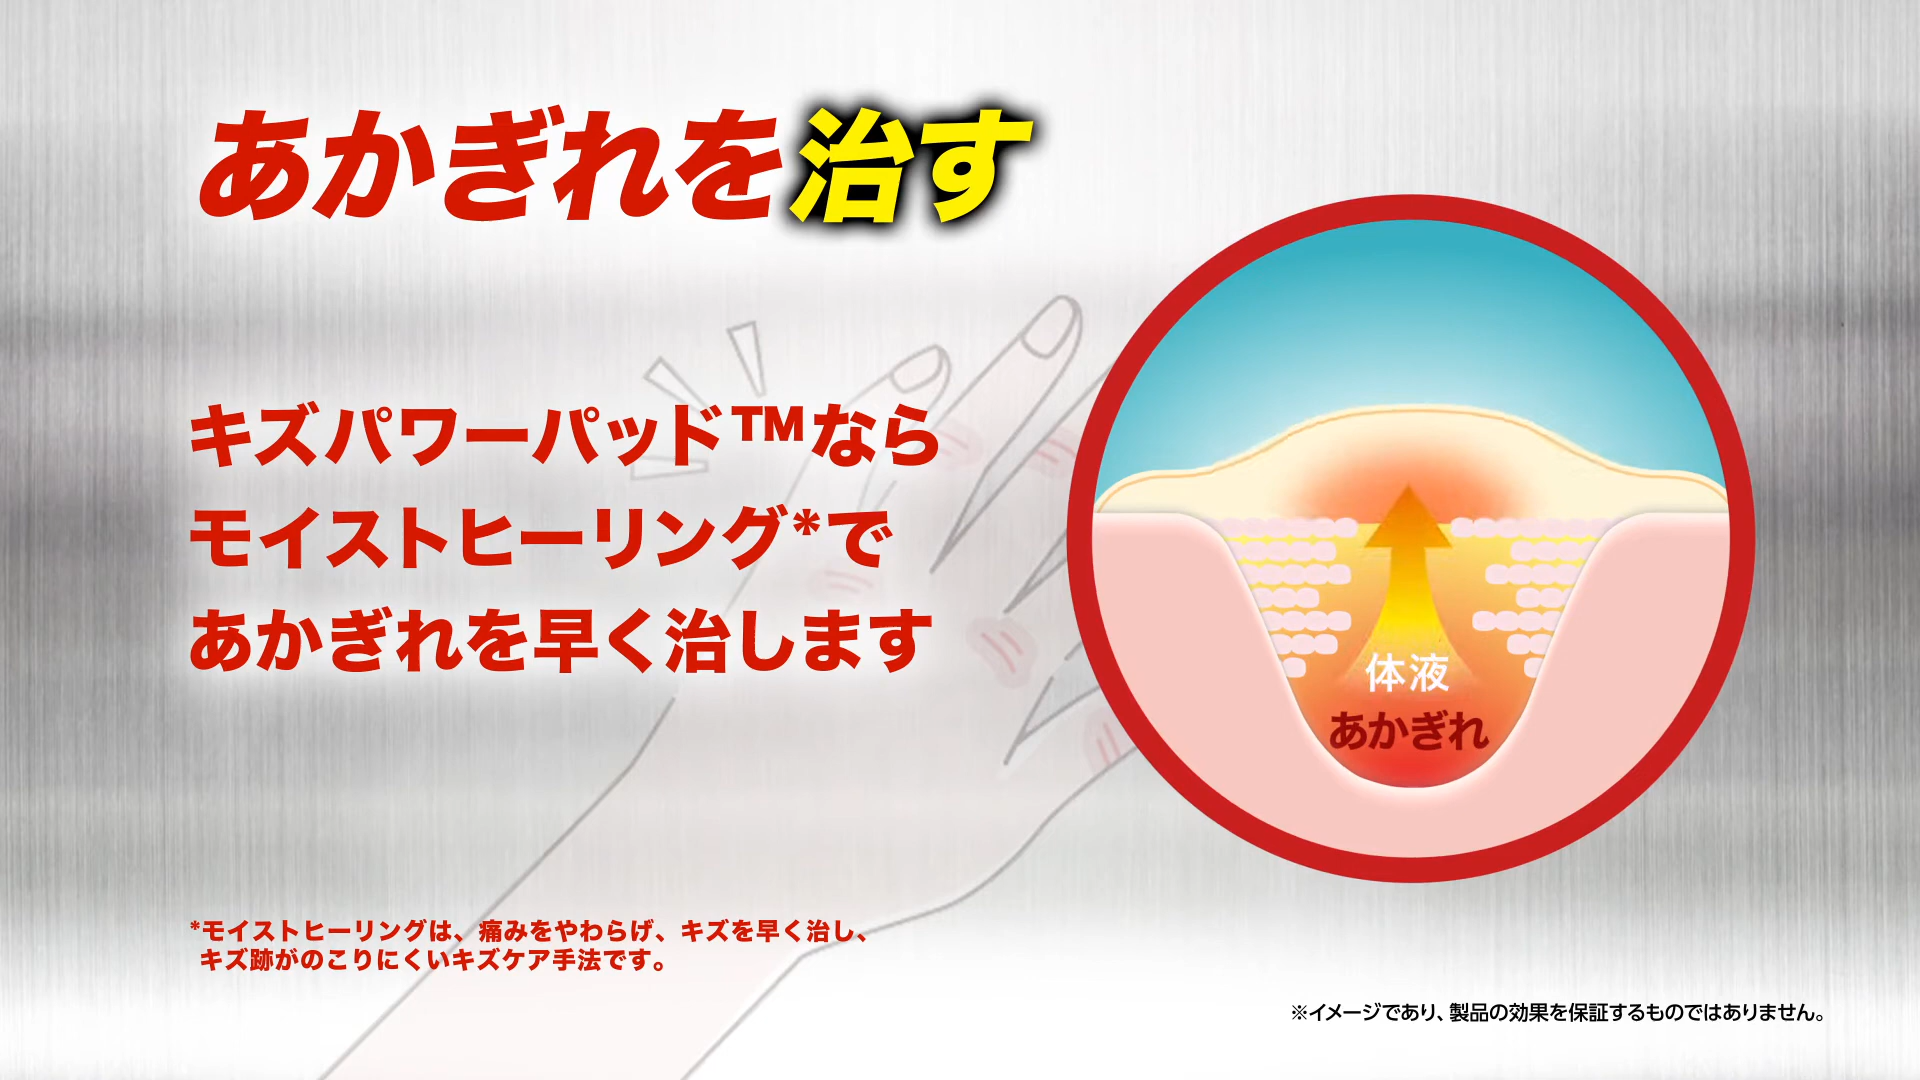 あかぎれを治す
キズパワーパッド™なら
モイストヒーリング*で
あかぎれを早く治します
体液
あかぎれ
*モイストヒーリングは、痛みをやわらげ、キズを早く治し、
キズ跡がのこりにくいキズケア手法です。
※イメージであり、製品の効果を保証するものではありません。